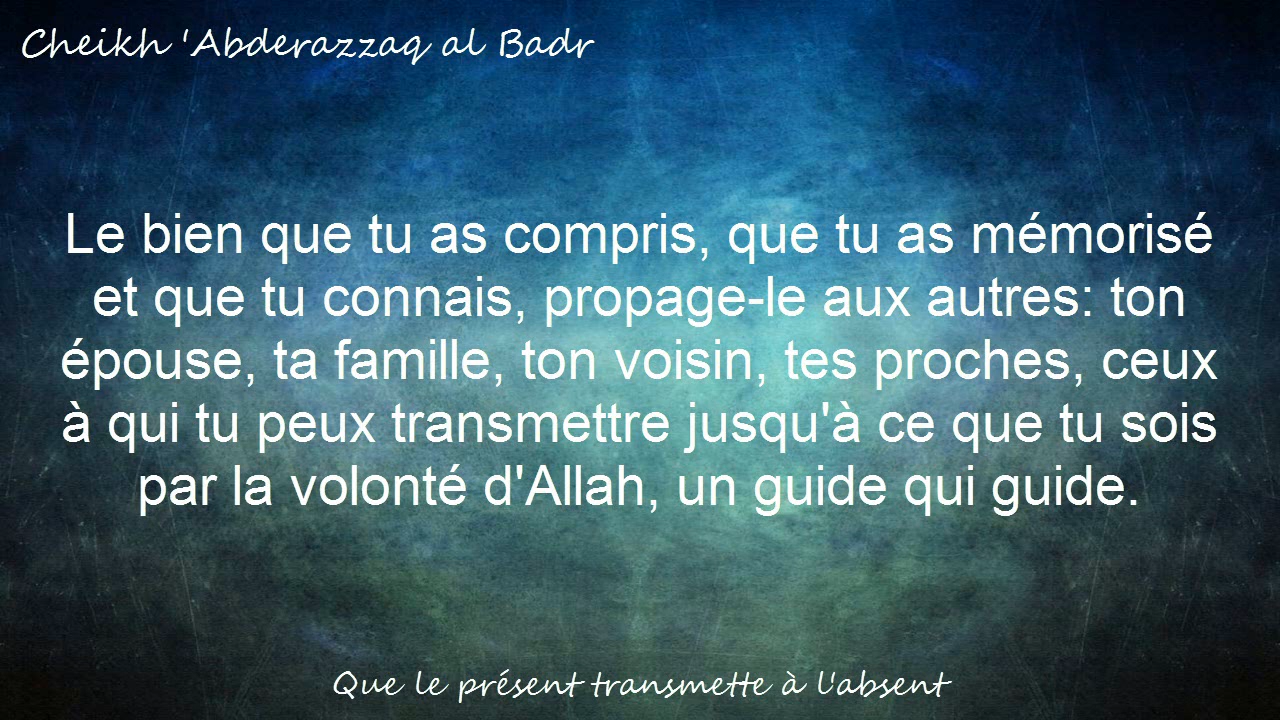 Cheikh 'Abderazzaq al Badr
Le bien que tu as compris, que tu as mémorisé
et que tu connais, propage-le aux autres: ton
épouse, ta famille, ton voisin, tes proches, ceux
à qui tu peux transmettre jusqu'à ce que tu sois
par la volonté d'Allah, un guide qui guide.
Que le présent transmette à l'absent